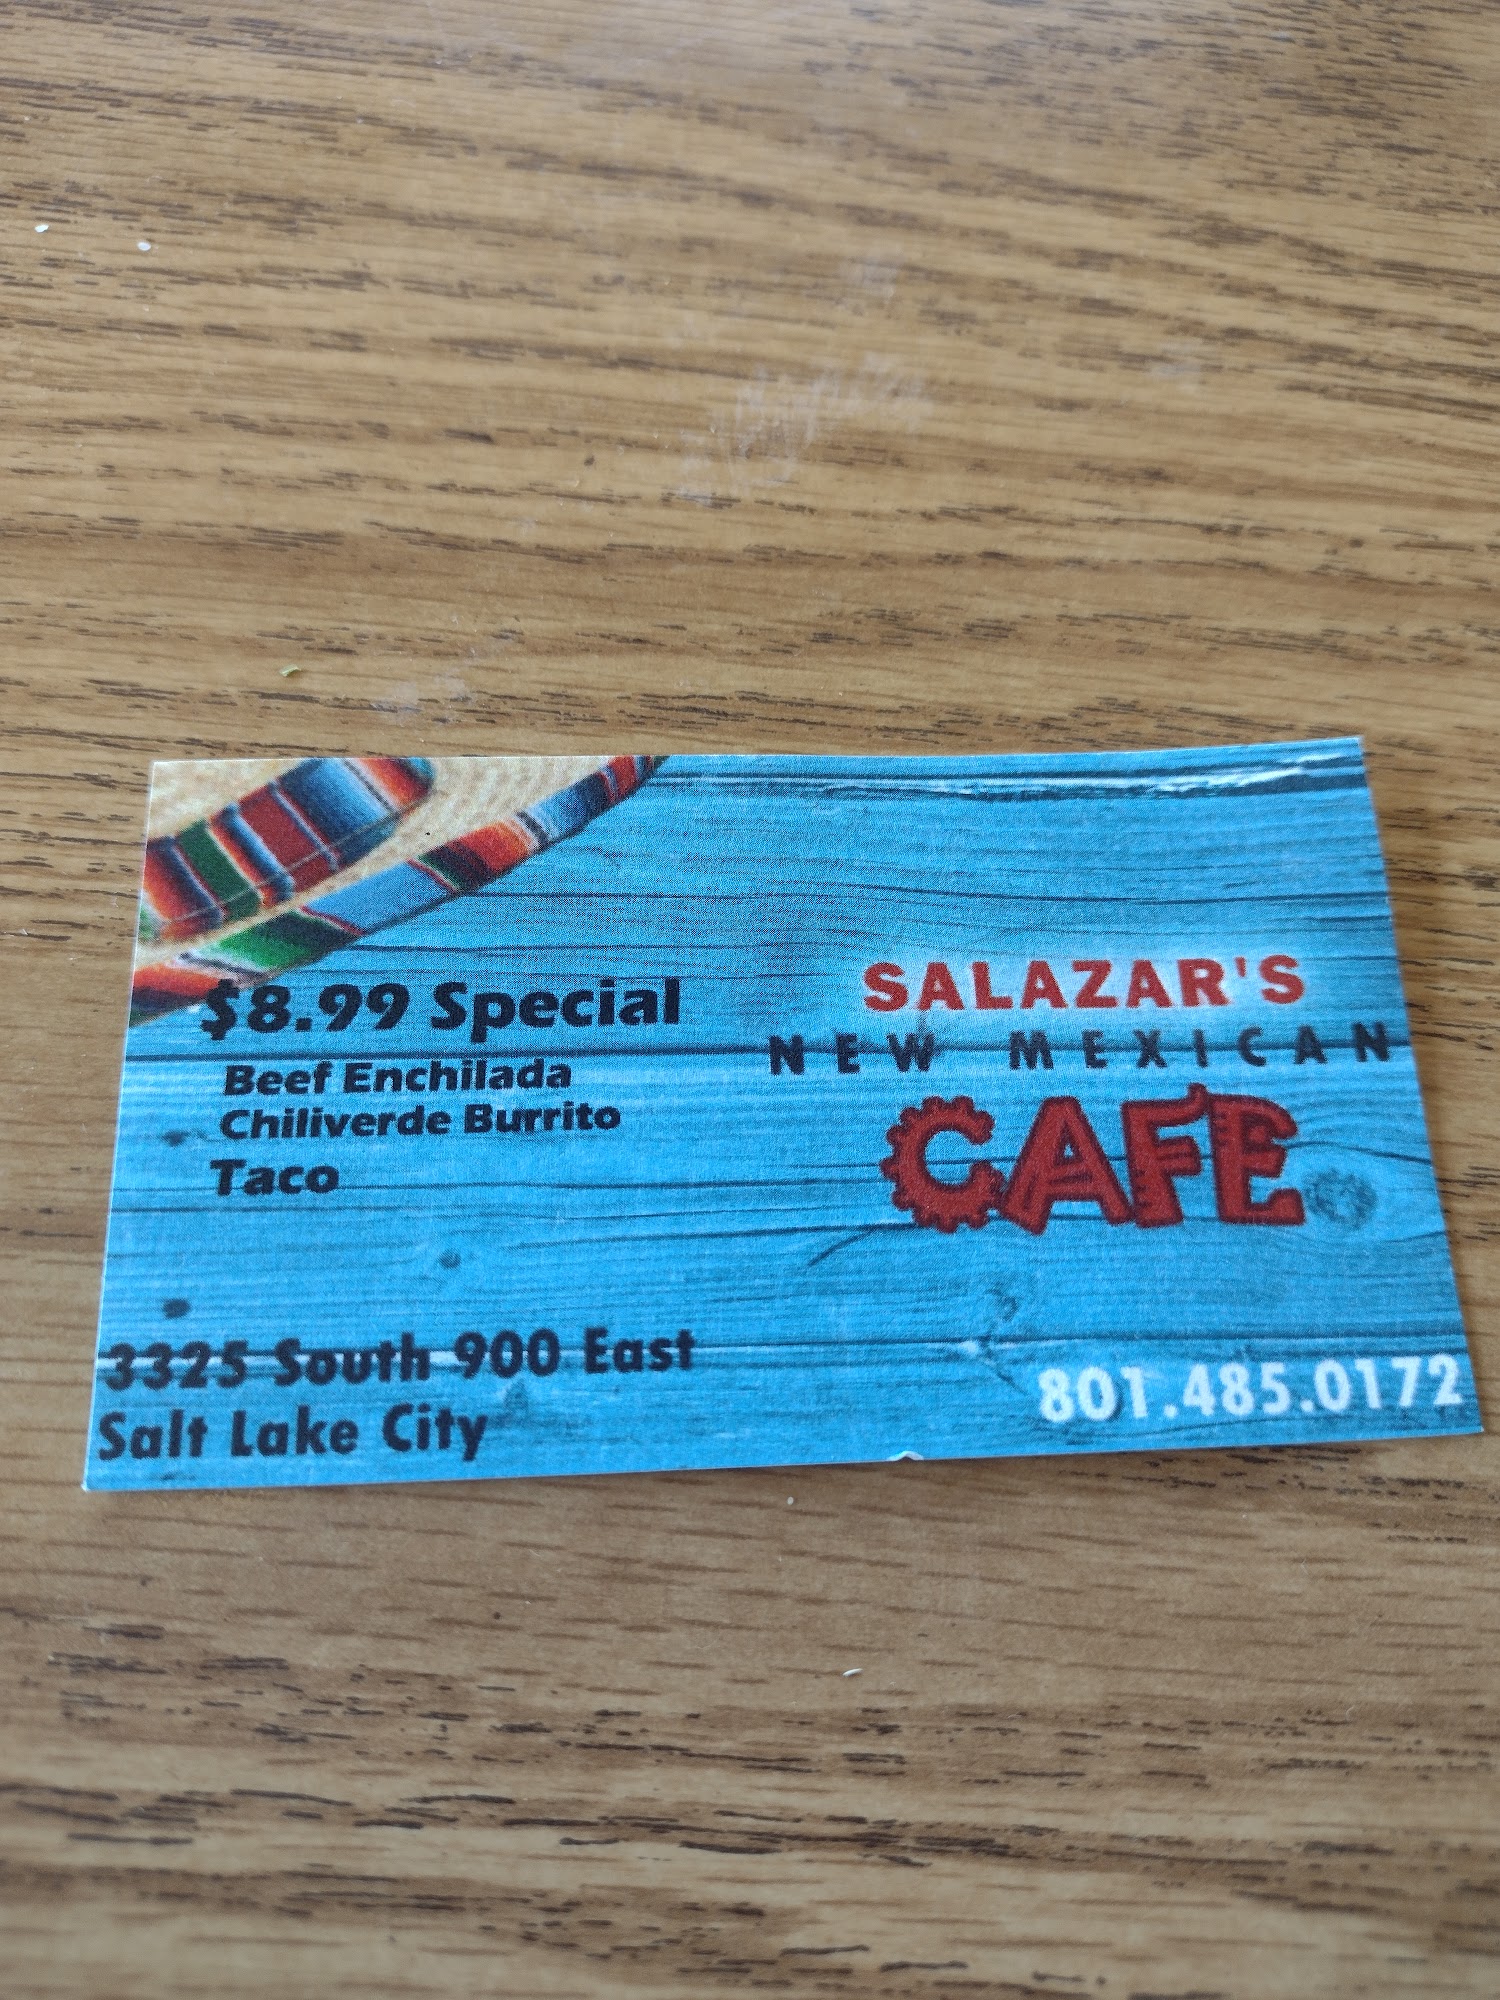 $8.99 Special
Beef Enchilada
Chiliverde Burrito
Taco
SALAZAR'S
NEW MEXICAN
CAFE
3325 South 900 East
Salt Lake City
801.485.0172